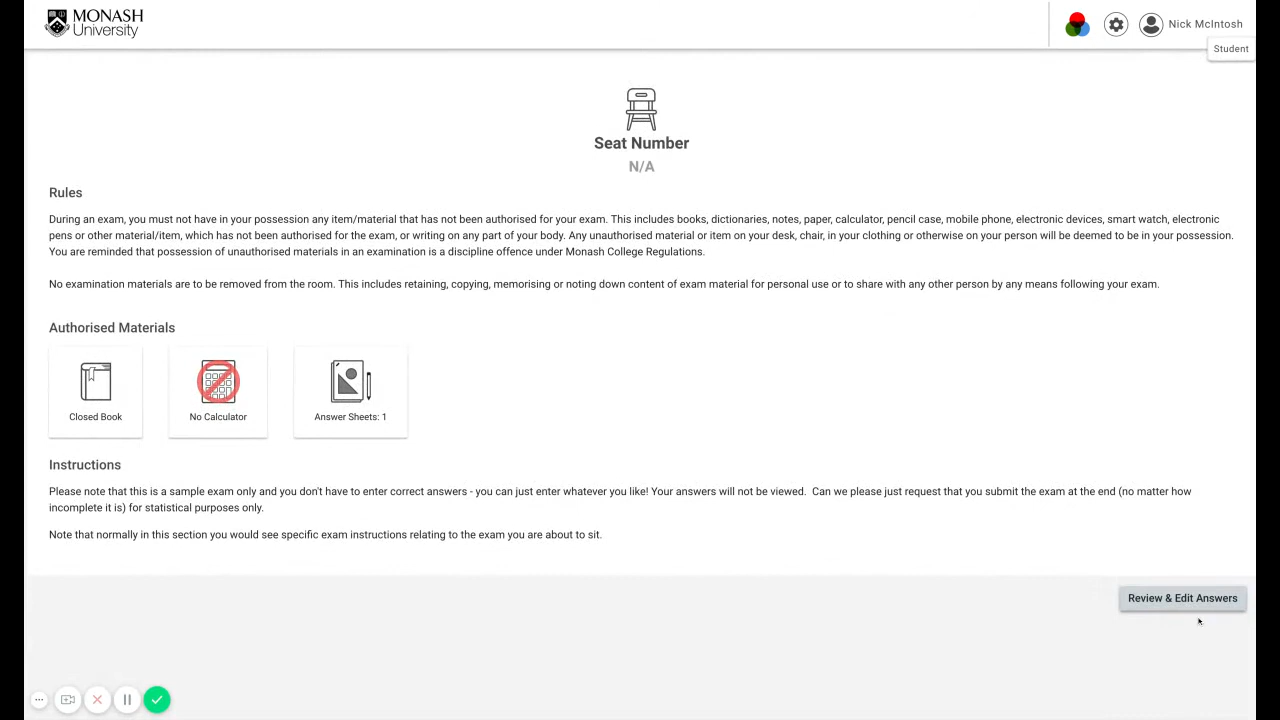 MONASH
University
Nick McIntosh
Student
Seat Number
N/A
Rules
During an exam, you must not have in your possession any item/material that has not been authorised for your exam. This includes books, dictionaries, notes, paper, calculator, pencil case, mobile phone, electronic devices, smart watch, electronic
pens or other material/item, which has not been authorised for the exam, or writing on any part of your body. Any unauthorised material or item on your desk, chair, in your clothing or otherwise on your person will be deemed to be in your possession.
You are reminded that possession of unauthorised materials in an examination is a discipline offence under Monash College Regulations.
No examination materials are to be removed from the room. This includes retaining, copying, memorising or noting down content of exam material for personal use or to share with any other person by any means following your exam.
Authorised Materials
Closed Book
No Calculator
Answer Sheets: 1
Instructions
Please note that this is a sample exam only and you don't have to enter correct answers - you can just enter whatever you like! Your answers will not be viewed.  Can we please just request that you submit the exam at the end (no matter how
incomplete it is) for statistical purposes only.
Note that normally in this section you would see specific exam instructions relating to the exam you are about to sit.
Review & Edit Answers